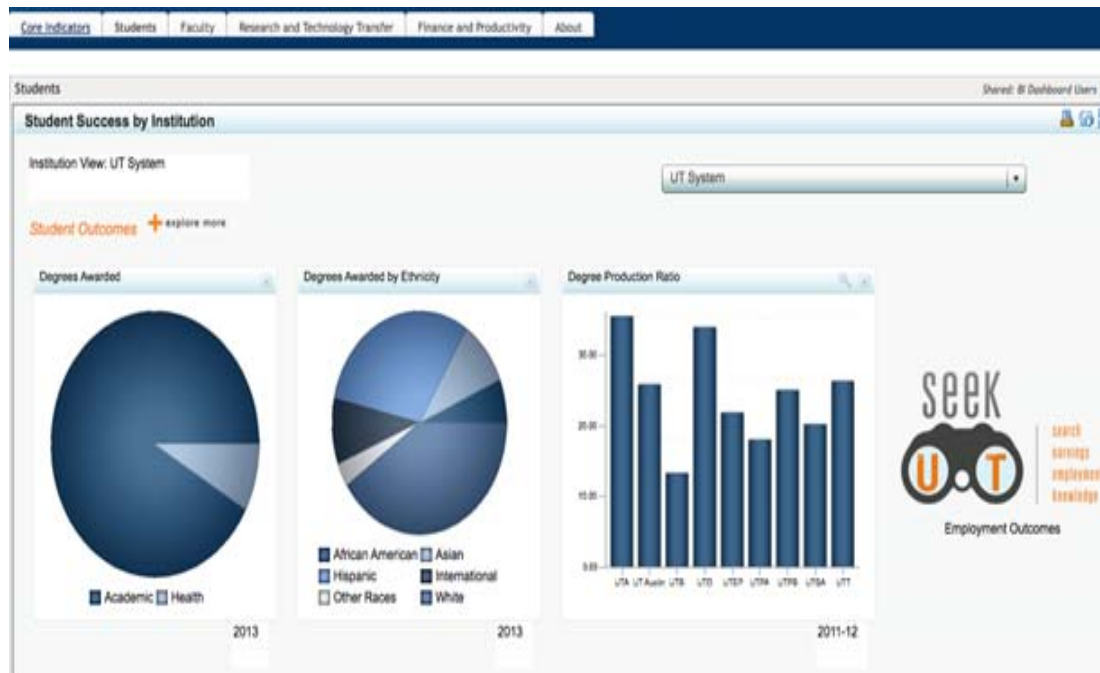 Core Indicators Students Faculty Research and Technology Transfer Finance and Productivity About
Students Shared: BI Dashboard Users
Student Success by Institution
Institution View: UT System
UT System
Student Outcomes + explore more
Degrees Awarded
Academic Health
2013
Degrees Awarded by Ethnicity
African American Asian
Hispanic International
Other Races White
2013
Degree Production Ratio
30.00
20.00
10.00
0.00
UTA UT Austin UTB UTD UTEP UTPA UTPB UTSA UTT
2011-12
seek
UT
search
earnings
employment
knowledge
Employment Outcomes